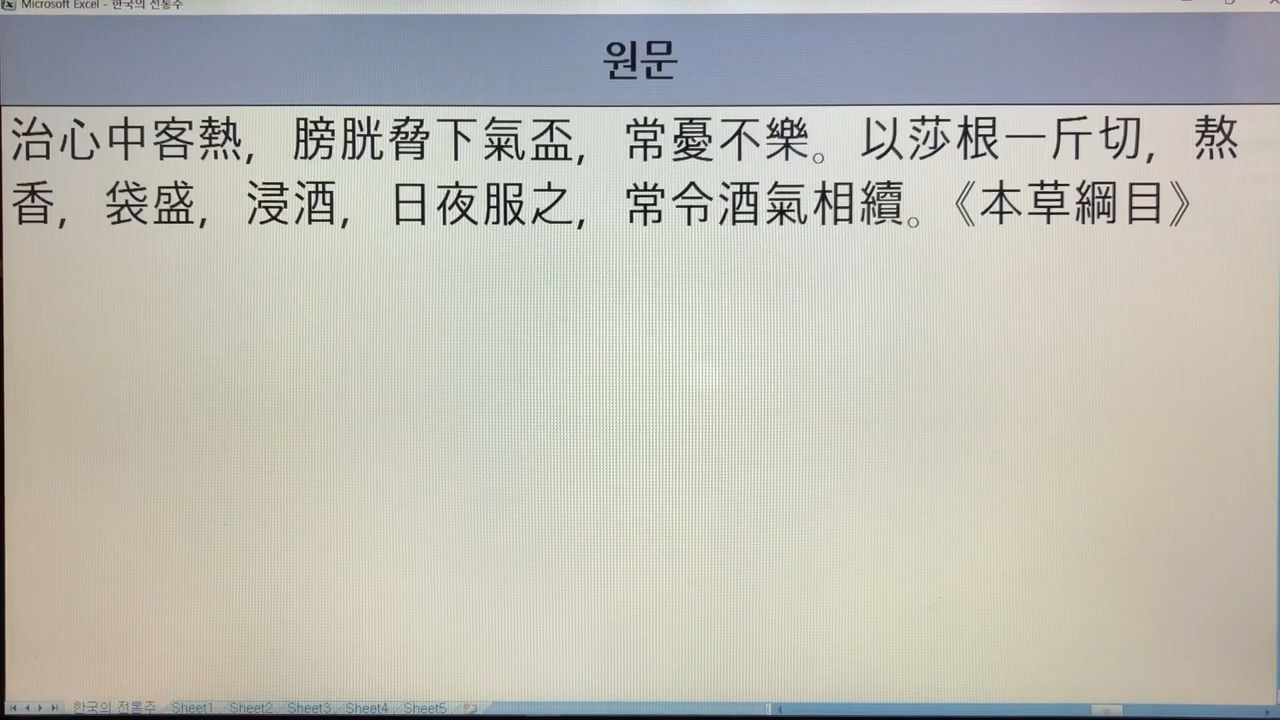 Microsoft Excel - 한국의 전통주
원문
治心中客熱, 膀胱脅下氣盃, 常憂不樂。以莎根一斤切, 熬
香, 袋盛, 浸酒, 日夜服之, 常令酒氣相續。《本草綱目》
한국의 전통주 Sheet1 Sheet2 Sheet3 Sheet4 Sheet5